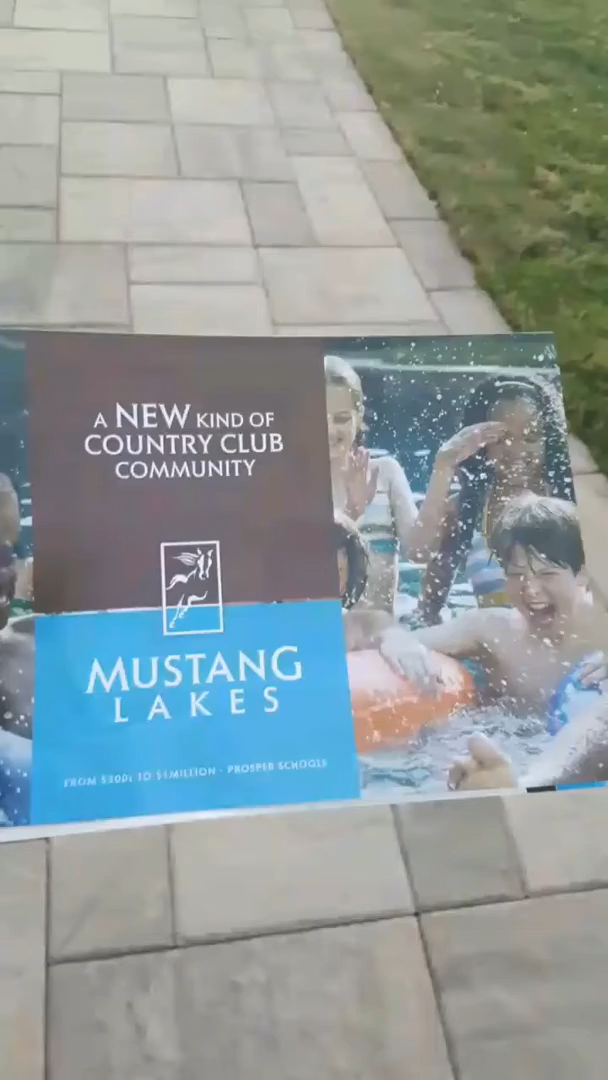 A NEW KIND OF
COUNTRY CLUB
COMMUNITY
MUSTANG
LAKES
FROM $300s TO $1MILLION · PROSPER SCHOOLS